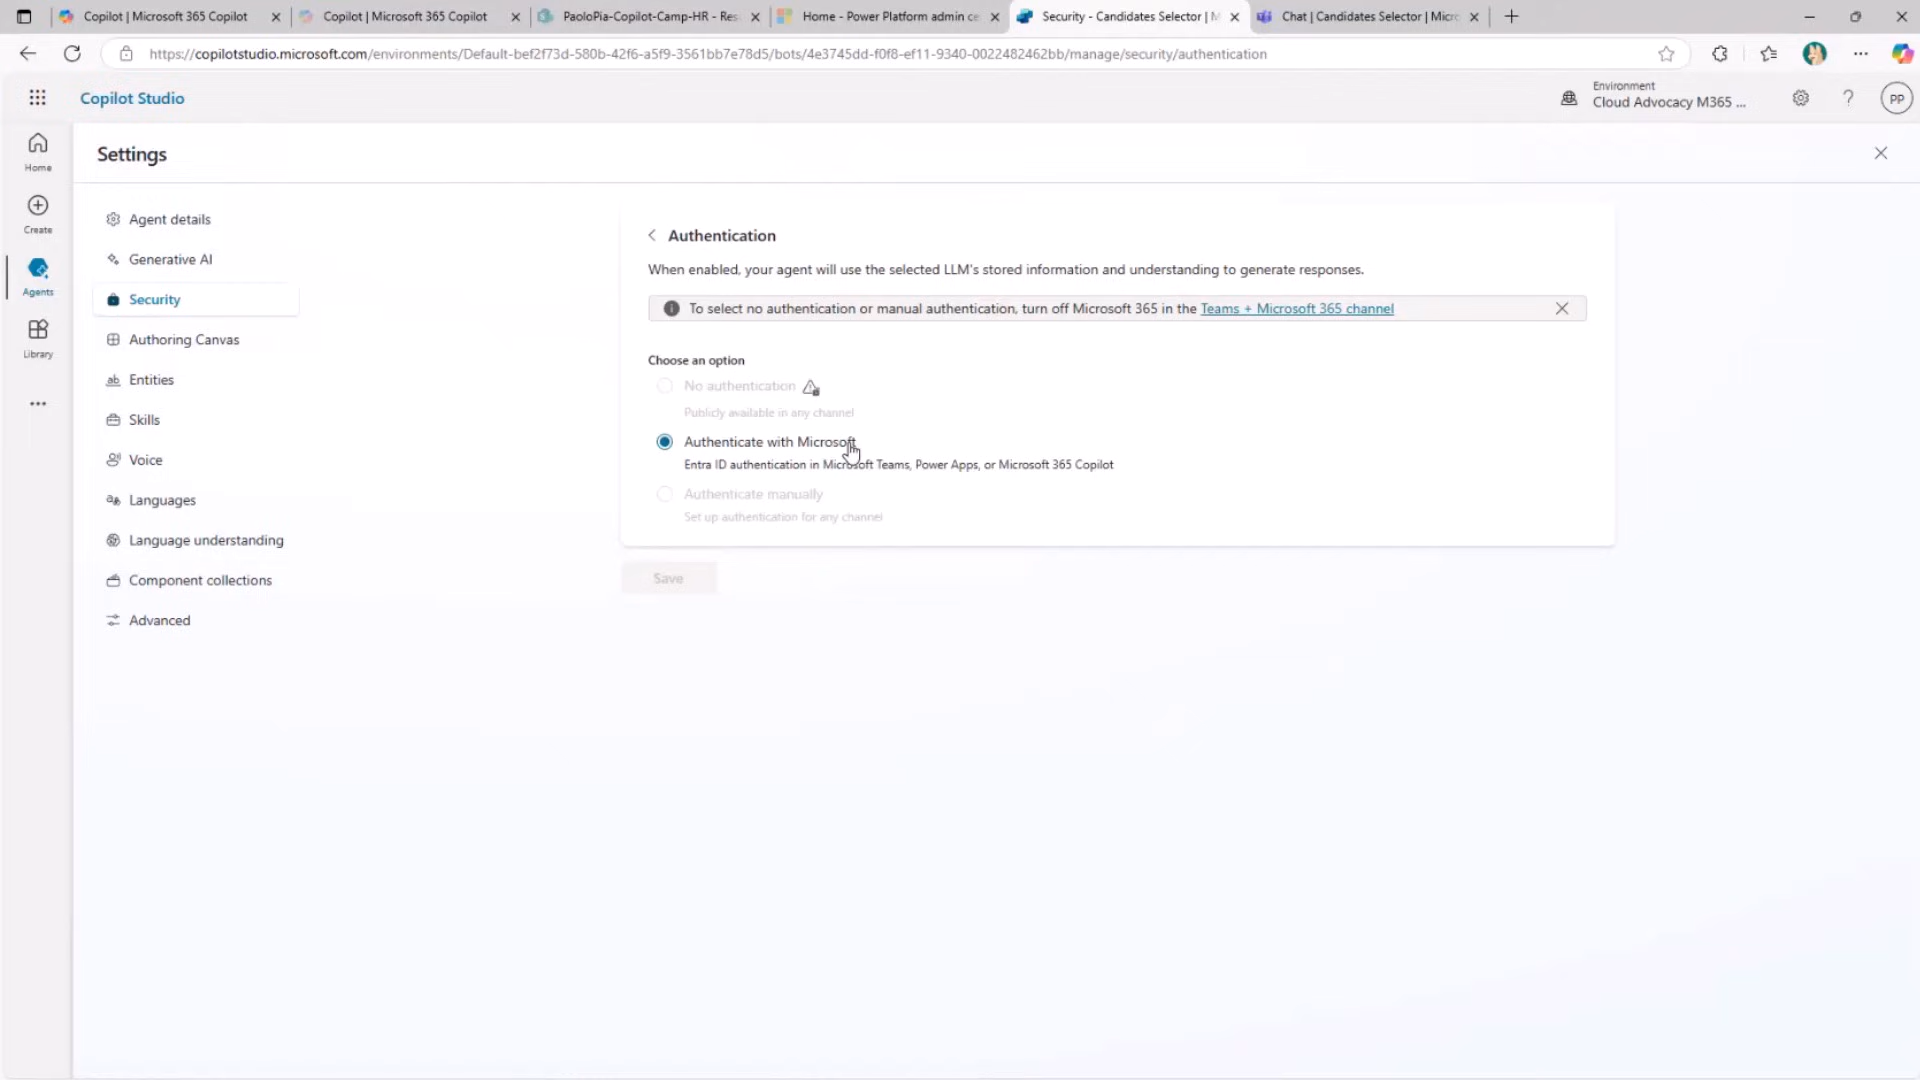 Copilot | Microsoft 365 Copilot
Copilot | Microsoft 365 Copilot
PaoloPia-Copilot-Camp-HR - Res
Home - Power Platform admin ce
Security - Candidates Selector | M
Chat | Candidates Selector | Micro
https://copilotstudio.microsoft.com/environments/Default-bef2f73d-580b-42f6-a5f9-3561bb7e78d5/bots/4e3745dd-f0f8-ef11-9340-0022482462bb/manage/security/authentication
Copilot Studio
Environment
Cloud Advocacy M365 ...
PP
Home
Create
Agents
Library
Settings
Agent details
Generative AI
Security
Authoring Canvas
Entities
Skills
Voice
Languages
Language understanding
Component collections
Advanced
Authentication
When enabled, your agent will use the selected LLM's stored information and understanding to generate responses.
To select no authentication or manual authentication, turn off Microsoft 365 in the Teams + Microsoft 365 channel
Choose an option
No authentication
Publicly available in any channel
Authenticate with Microsoft
Entra ID authentication in Microsoft Teams, Power Apps, or Microsoft 365 Copilot
Authenticate manually
Set up authentication for any channel
Save